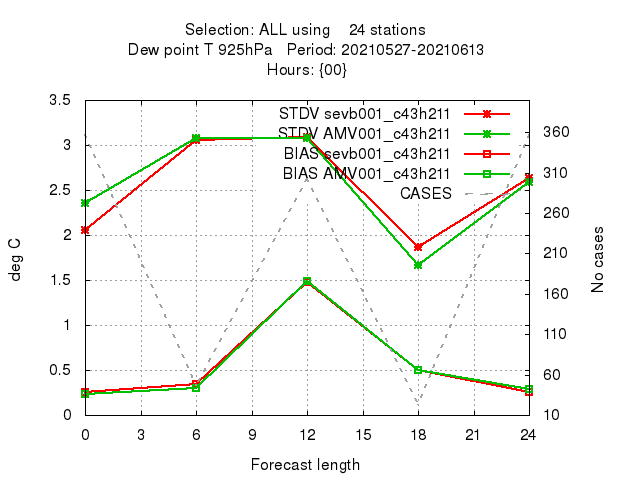 Selection: ALL using    24 stations
Dew point T 925hPa   Period: 20210527-20210613
Hours: {00}
STDV sevb001_c43h211
STDV AMV001_c43h211
BIAS sevb001_c43h211
BIAS AMV001_c43h211
CASES
3.5
3
2.5
2
1.5
1
0.5
0
deg C
360
310
260
210
160
110
60
10
No cases
0 3 6 9 12 15 18 21 24
Forecast length